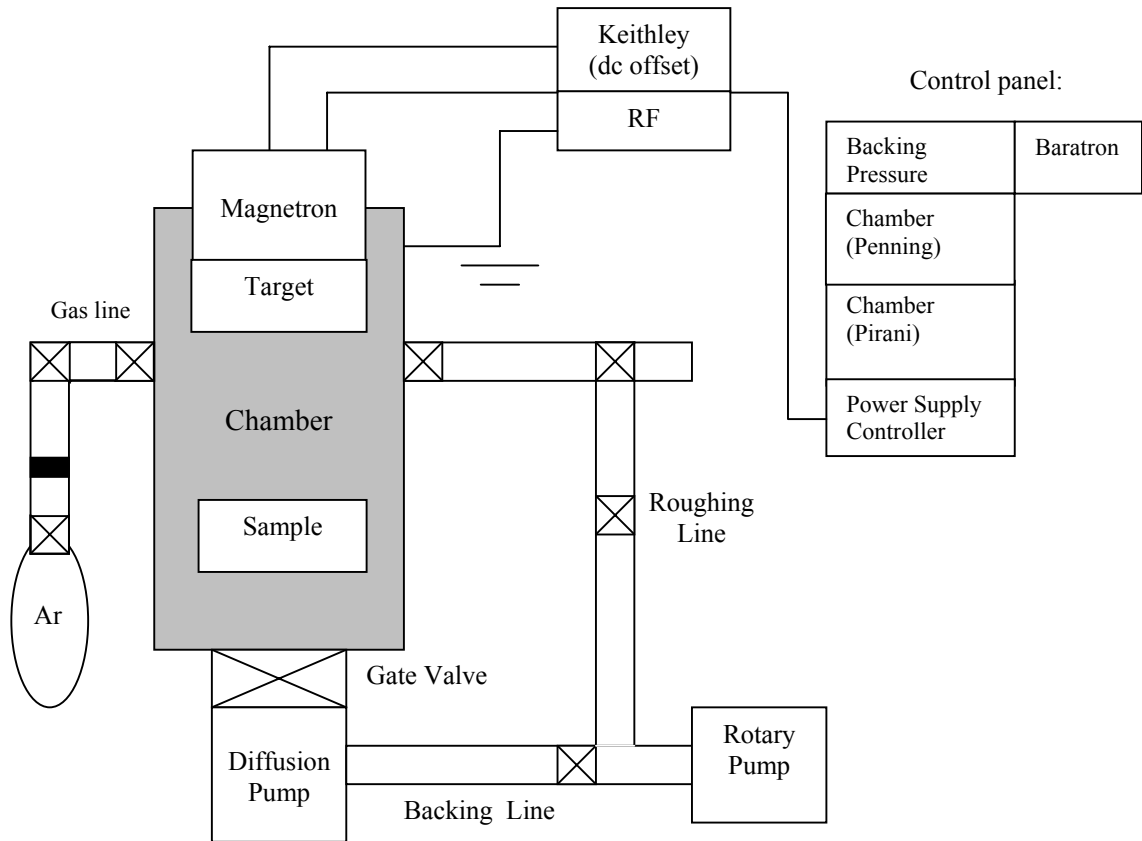 Keithley
(dc offset)
RF
Control panel:
Backing
Pressure
Baratron
Chamber
(Penning)
Chamber
(Pirani)
Power Supply
Controller
Magnetron
Target
Gas line
Chamber
Sample
Roughing
Line
Ar
Gate Valve
Diffusion
Pump
Backing Line
Rotary
Pump